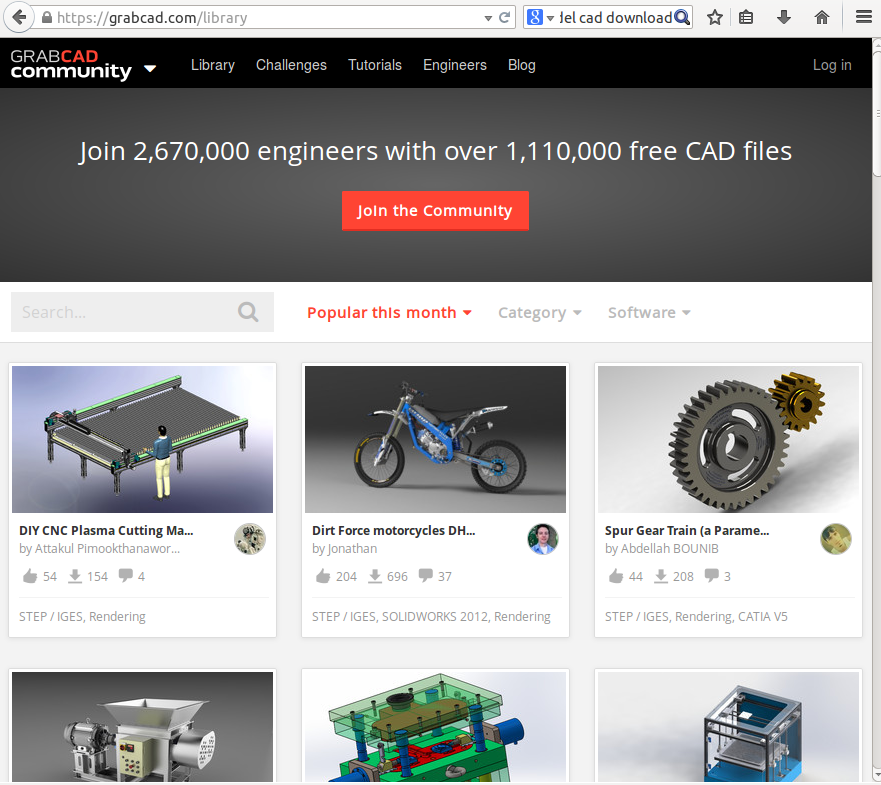 https://grabcad.com/library
del cad download
GRABCAD
community
Library Challenges Tutorials Engineers Blog Log in
Join 2,670,000 engineers with over 1,110,000 free CAD files
Join the Community
Search...
Popular this month Category Software
DIY CNC Plasma Cutting Ma...
by Attakul Pimookthanawor...
54 154 4
STEP / IGES, Rendering
Dirt Force motorcycles DH...
by Jonathan
204 696 37
STEP / IGES, SOLIDWORKS 2012, Rendering
Spur Gear Train (a Parame...
by Abdellah BOUNIB
44 208 3
STEP / IGES, Rendering, CATIA V5